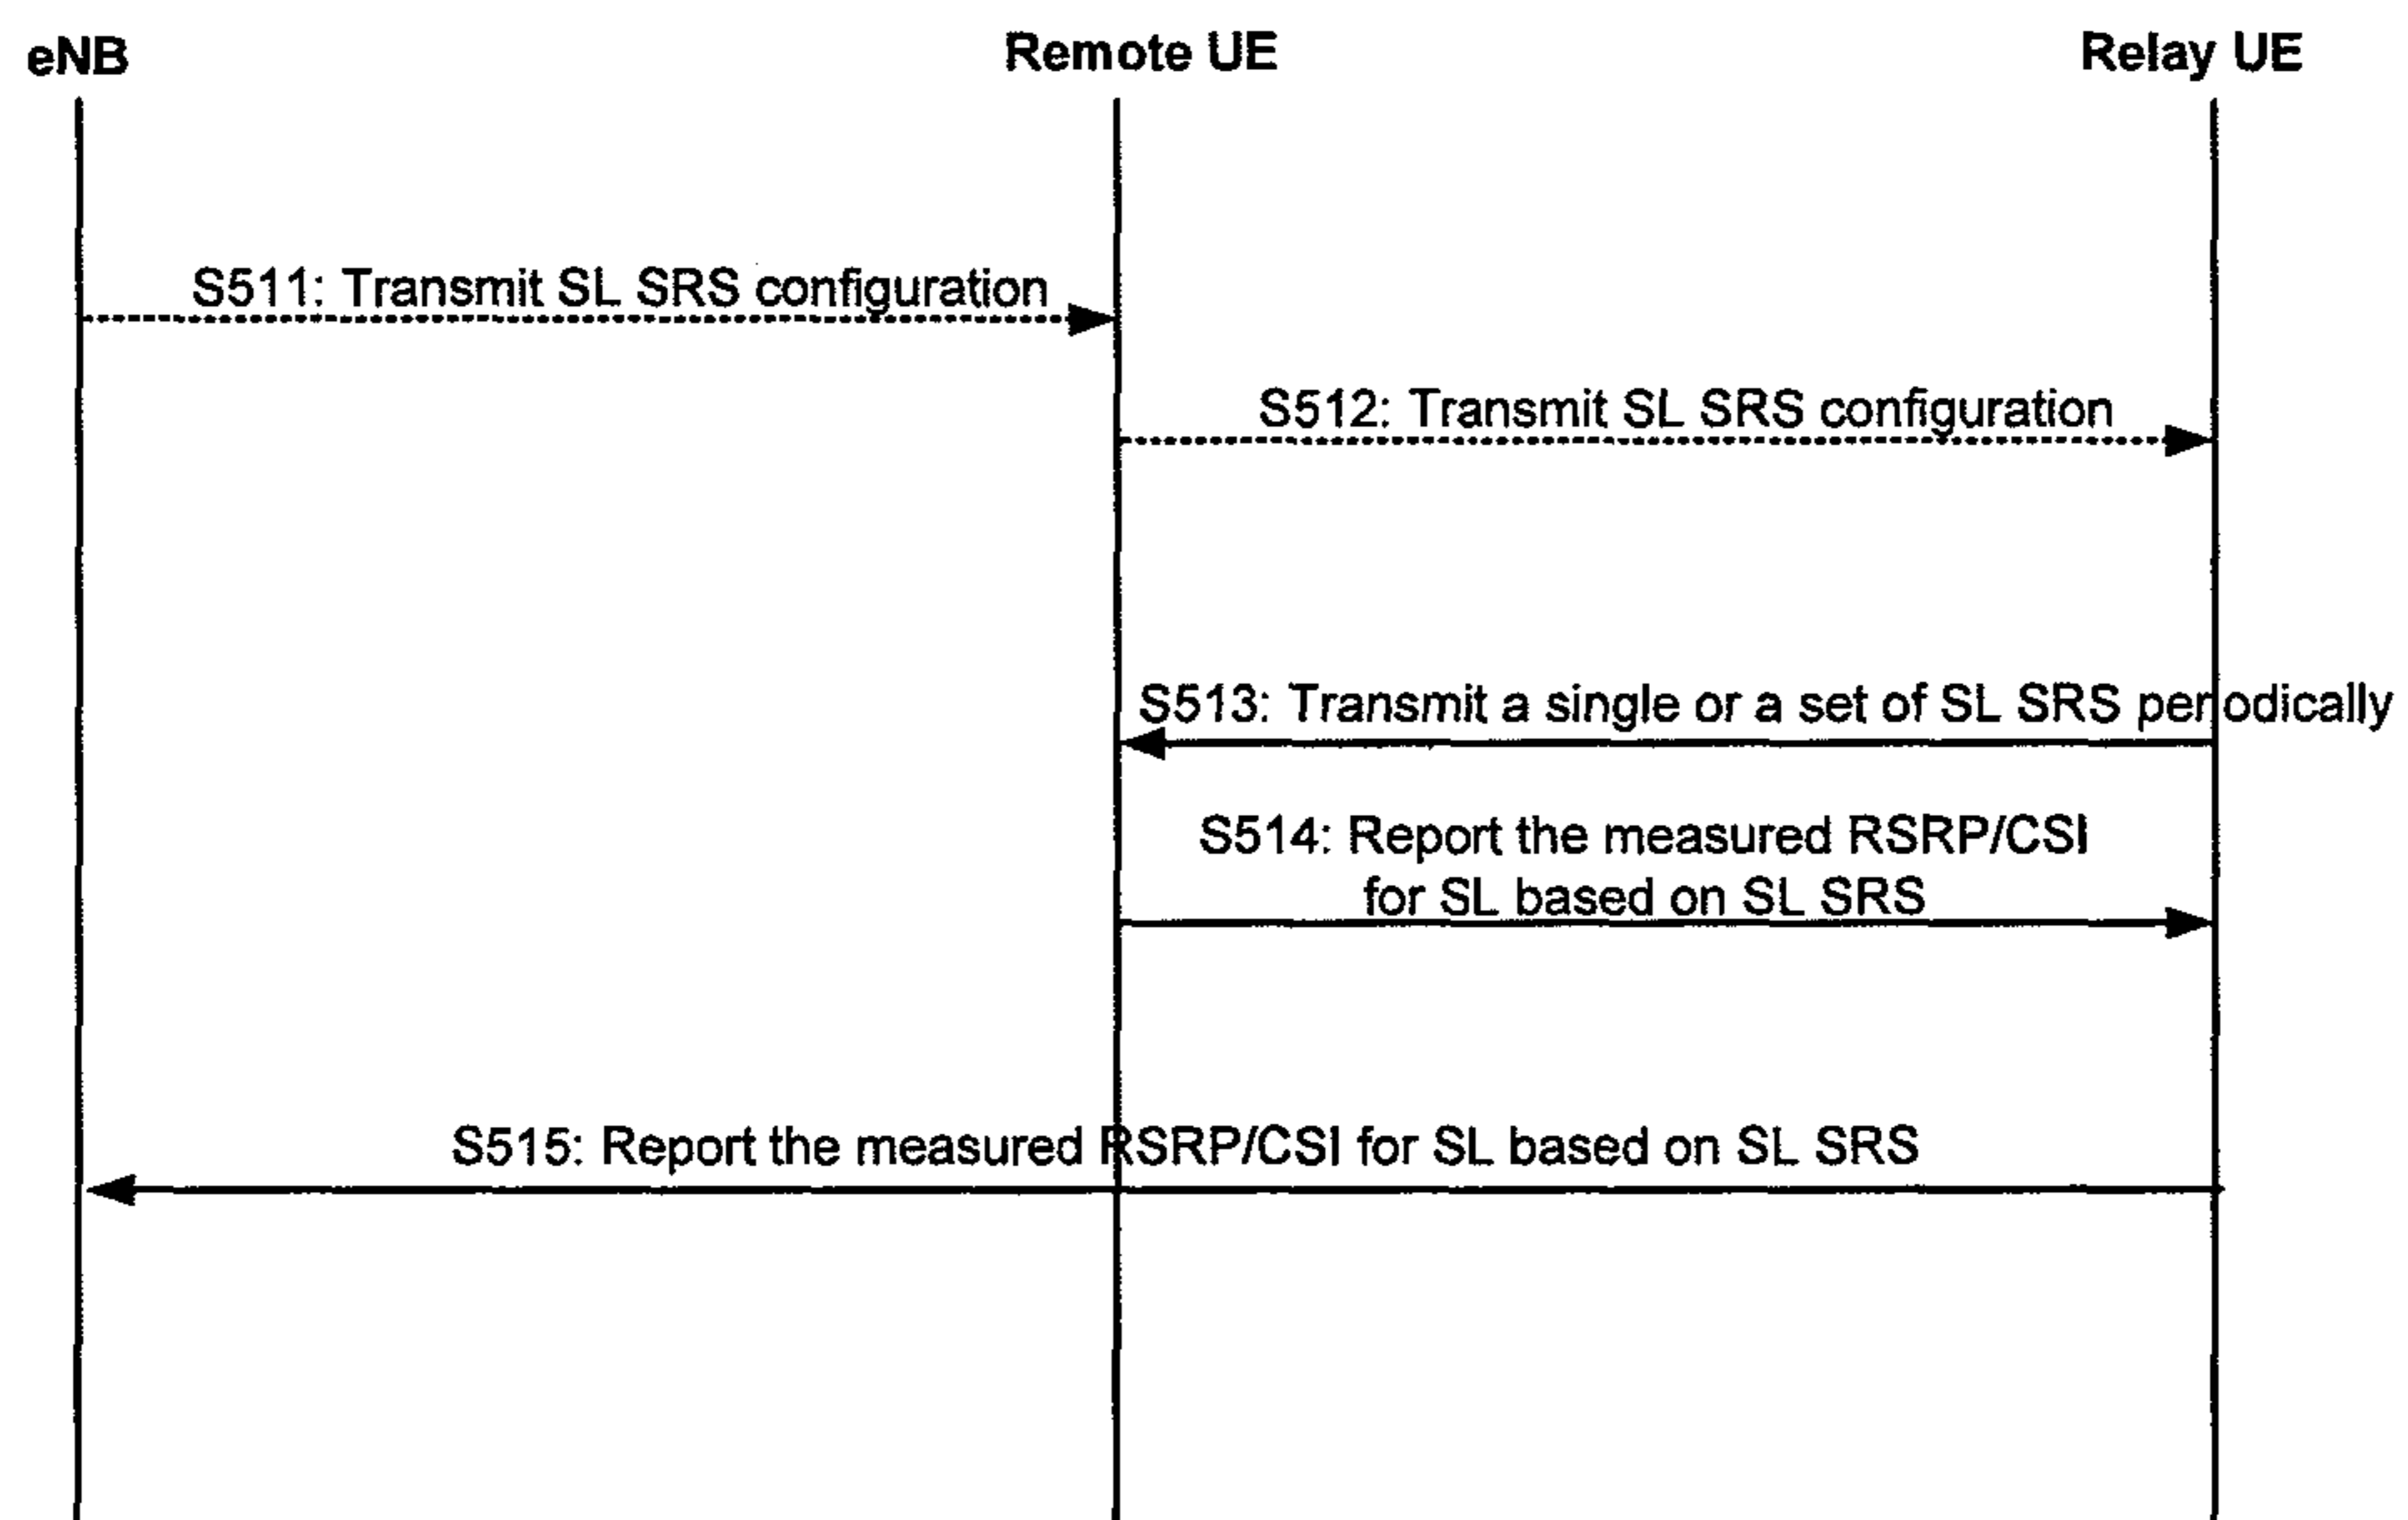 eNB
Remote UE
Relay UE
S511: Transmit SL SRS configuration
S512: Transmit SL SRS configuration
S513: Transmit a single or a set of SL SRS periodically
S514: Report the measured RSRP/CSI
for SL based on SL SRS
S515: Report the measured RSRP/CSI for SL based on SL SRS